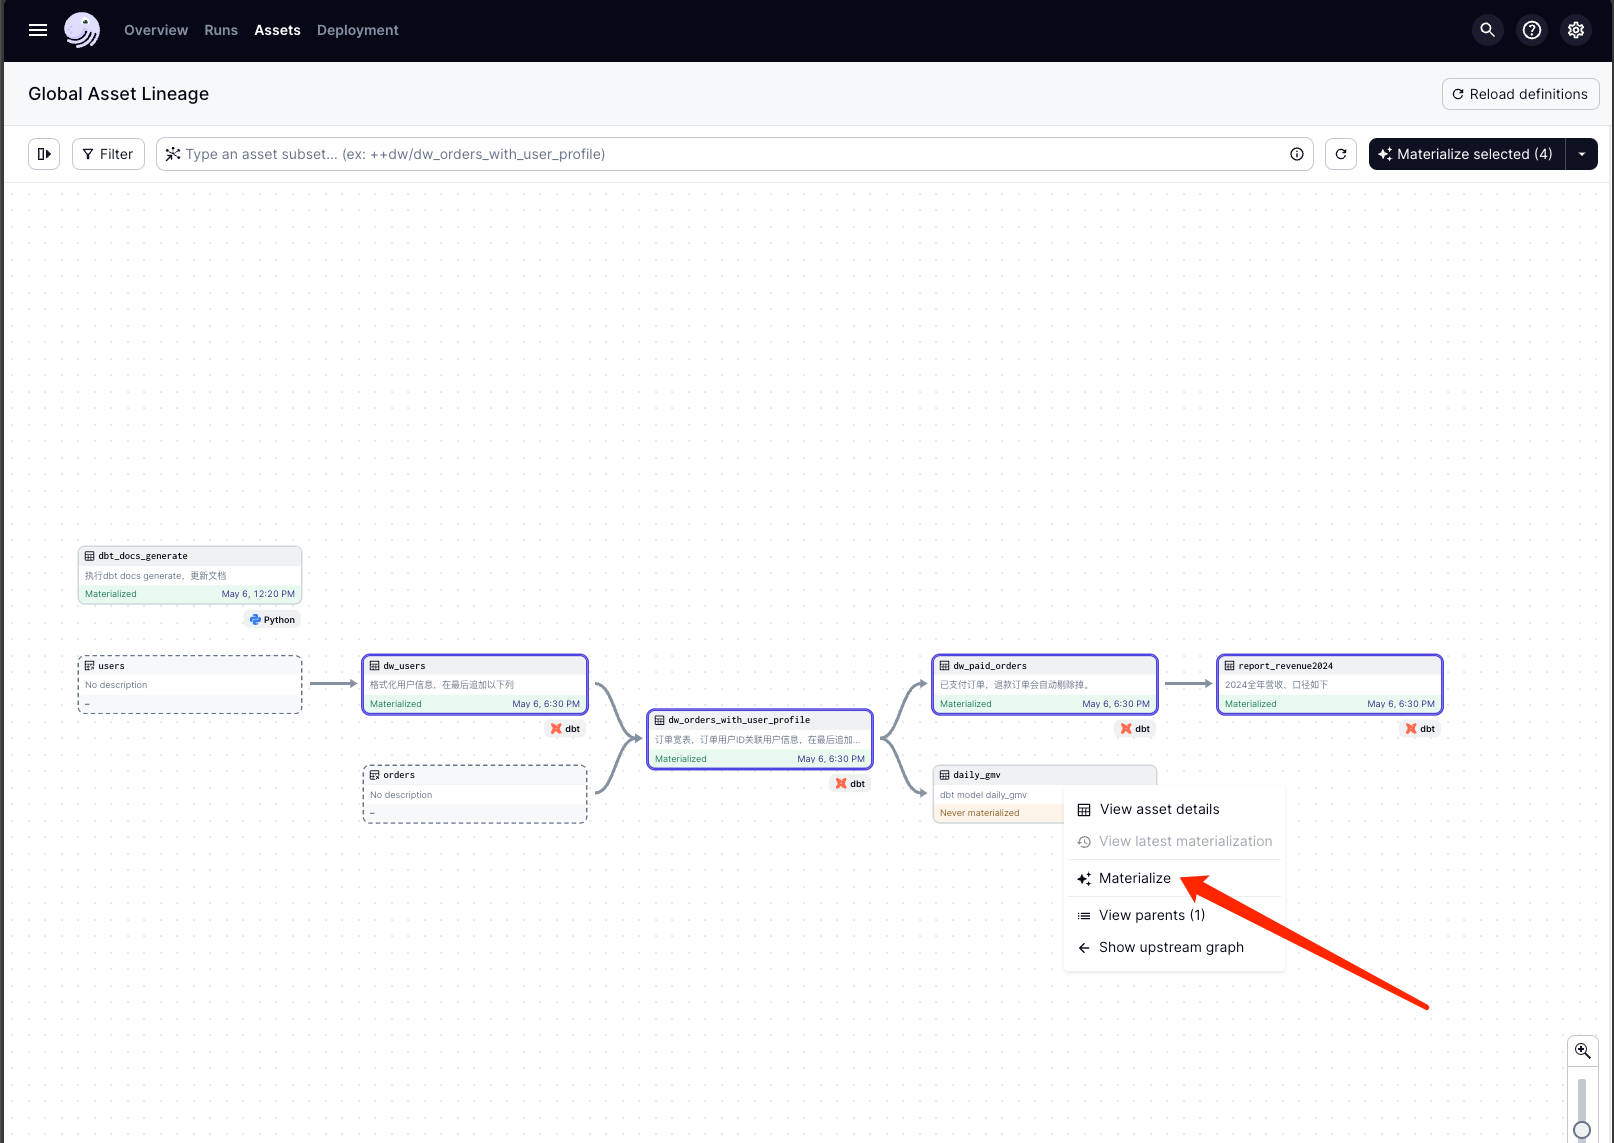 Overview Runs Assets Deployment
Global Asset Lineage
Reload definitions
Filter
Type an asset subset... (ex: ++dw/dw_orders_with_user_profile)
Materialize selected (4)
dbt_docs_generate
执行dbt docs generate，更新文档
Materialized May 6, 12:20 PM
Python
users
No description
–
dw_users
格式化用户信息，在最后追加以下列
Materialized May 6, 6:30 PM
dbt
orders
No description
–
dw_orders_with_user_profile
订单宽表，订单用户ID关联用户信息，在最后追加...
Materialized May 6, 6:30 PM
dbt
dw_paid_orders
已支付订单，退款订单会自动剔除掉。
Materialized May 6, 6:30 PM
dbt
report_revenue2024
2024全年营收，口径如下
Materialized May 6, 6:30 PM
dbt
daily_gmv
dbt model daily_gmv
Never materialized
View asset details
View latest materialization
Materialize
View parents (1)
Show upstream graph